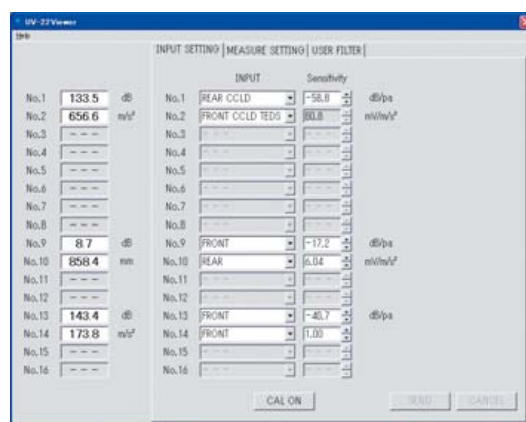 UV-22Viewer
Help
INPUT SETTING MEASURE SETTING USER FILTER
INPUT Sensitivity
No.1 133.5 dB No.1 REAR CCLD -58.8 dB/pa
No.2 656.6 m/s² No.2 FRONT CCLD TEDS 80.8 mV/m/s²
No.3 --- No.3 --- ---
No.4 --- No.4 --- ---
No.5 --- No.5 --- ---
No.6 --- No.6 --- ---
No.7 --- No.7 --- ---
No.8 --- No.8 --- ---
No.9 8.7 dB No.9 FRONT -17.2 dB/pa
No.10 858.4 mm No.10 REAR 6.04 mV/m/s²
No.11 --- No.11 --- ---
No.12 --- No.12 --- ---
No.13 143.4 dB No.13 FRONT -40.7 dB/pa
No.14 173.8 m/s² No.14 FRONT 1.00
No.15 --- No.15 --- ---
No.16 --- No.16 --- ---
CAL ON SEND CANCEL